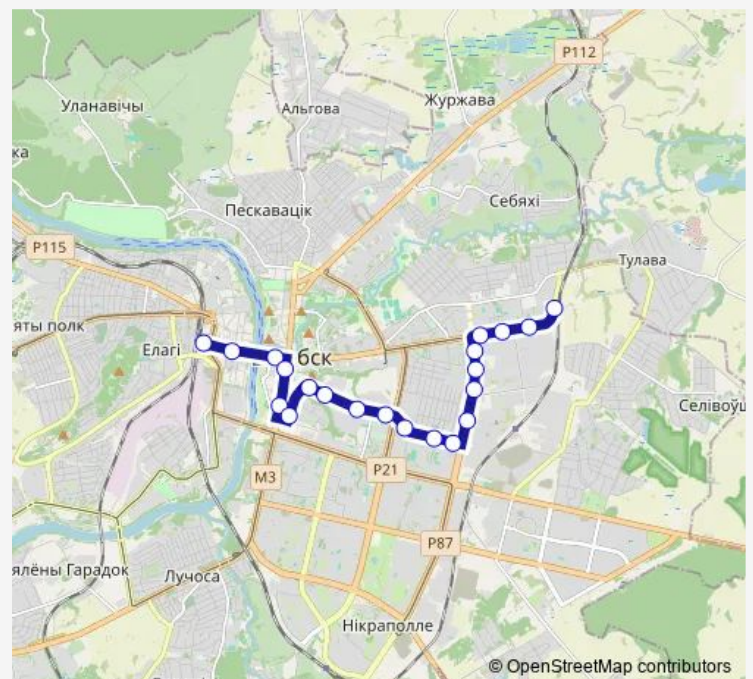 P112
Уланавічы
Альгова
Журжава
ка
Себяхі
Пескавацік
P115
Тулава
яты полк
Елагі
бск
Селівоўш
M3
P21
P87
ялёны Гарадок
Лучоса
Нікраполле
© OpenStreetMap contributors